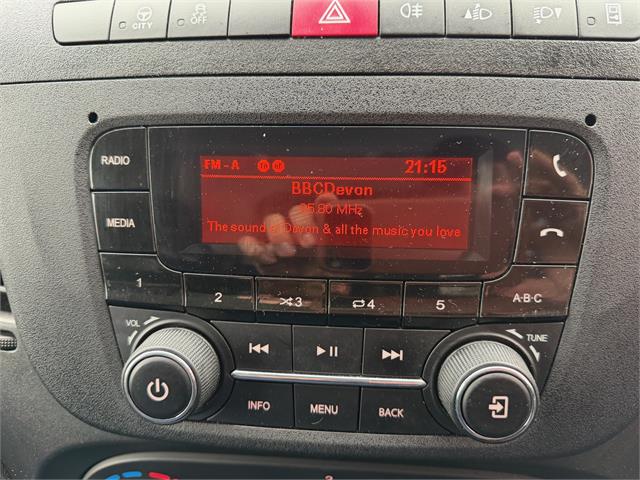 CITY
OFF
RADIO
FM-A
21:15
BBCDevon
95.80 MHz
The sound of Devon & all the music you love
MEDIA
1
2
3
4
5
A-B-C
VOL
TUNE
INFO
MENU
BACK